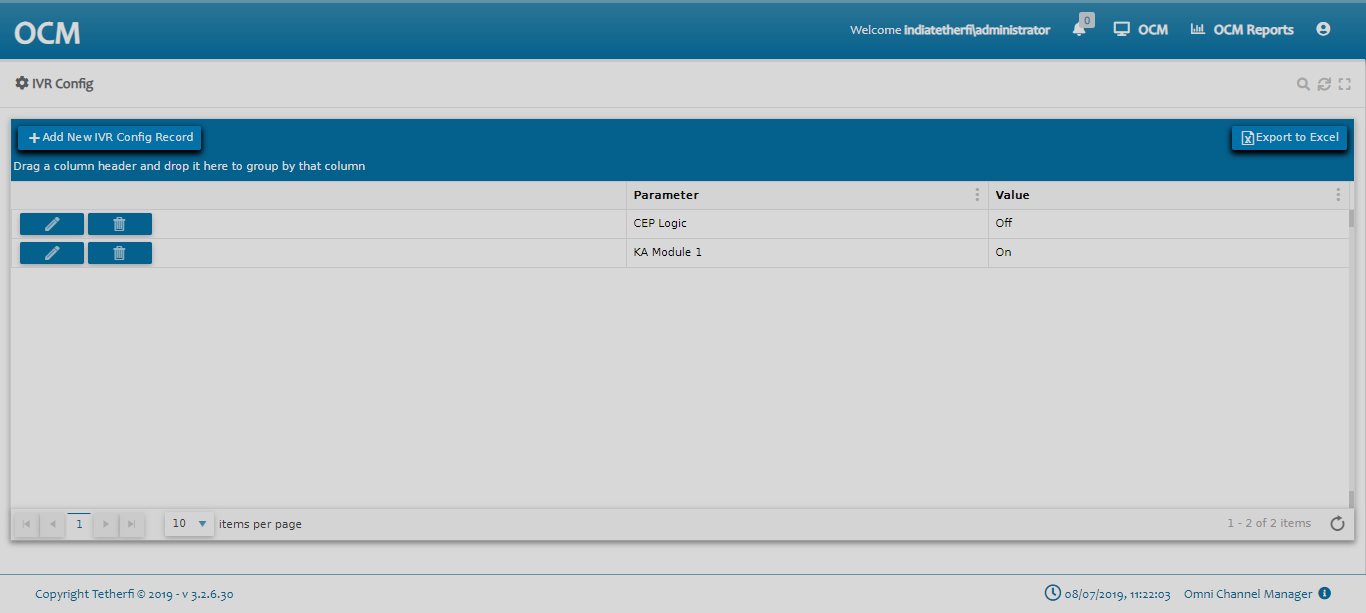 OCM
Welcome indiatetherfi\administrator
0
OCM
OCM Reports
IVR Config
Add New IVR Config Record
Export to Excel
Drag a column header and drop it here to group by that column
Parameter
Value
CEP Logic
Off
KA Module 1
On
1
10
items per page
1 - 2 of 2 items
Copyright Tetherfi © 2019 - v 3.2.6.30
08/07/2019, 11:22:03
Omni Channel Manager